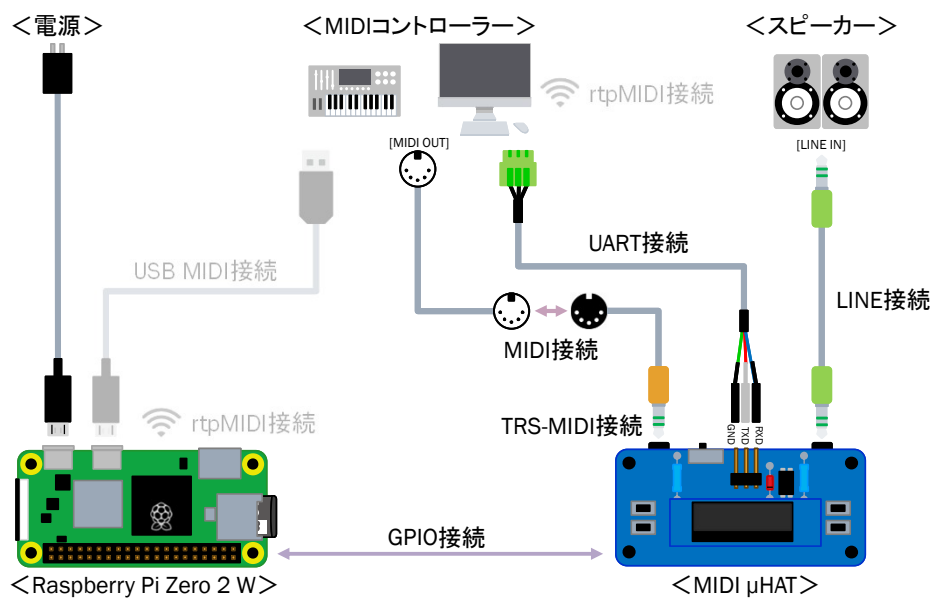 ＜電源＞
＜MIDIコントローラー＞
＜スピーカー＞
rtpMIDI接続
[MIDI OUT]
[LINE IN]
UART接続
USB MIDI接続
LINE接続
MIDI接続
rtpMIDI接続
TRS-MIDI接続
GND
TXD
RXD
GPIO接続
＜Raspberry Pi Zero 2 W＞
＜MIDI μHAT＞